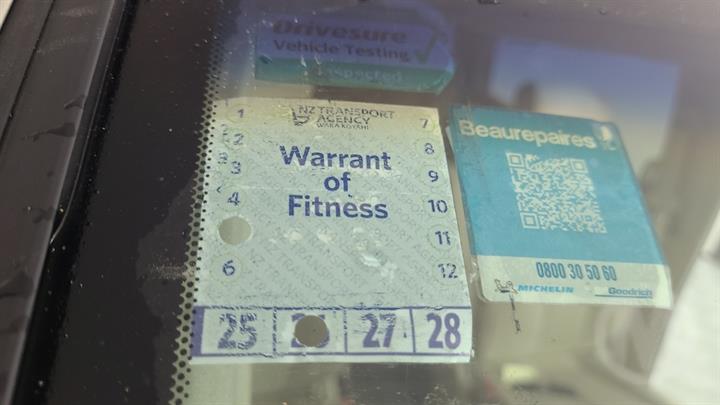 Drivesure
Vehicle Testing
Inspected
NZ TRANSPORT
AGENCY
WAKA KOTAHI
Warrant
of
Fitness
1
2
3
4
6
7
8
9
10
11
12
25 27 28
Beaurepaires
0800 30 50 60
MICHELIN Goodrich